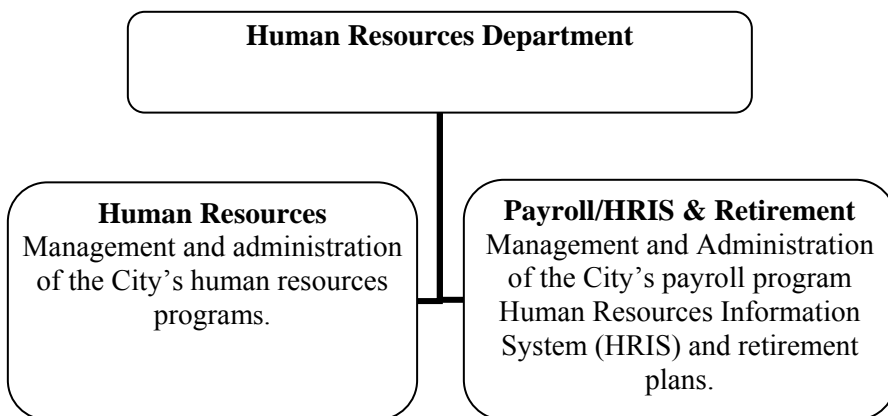 Human Resources Department
Human Resources
Management and administration
of the City’s human resources
programs.
Payroll/HRIS & Retirement
Management and Administration
of the City’s payroll program
Human Resources Information
System (HRIS) and retirement
plans.